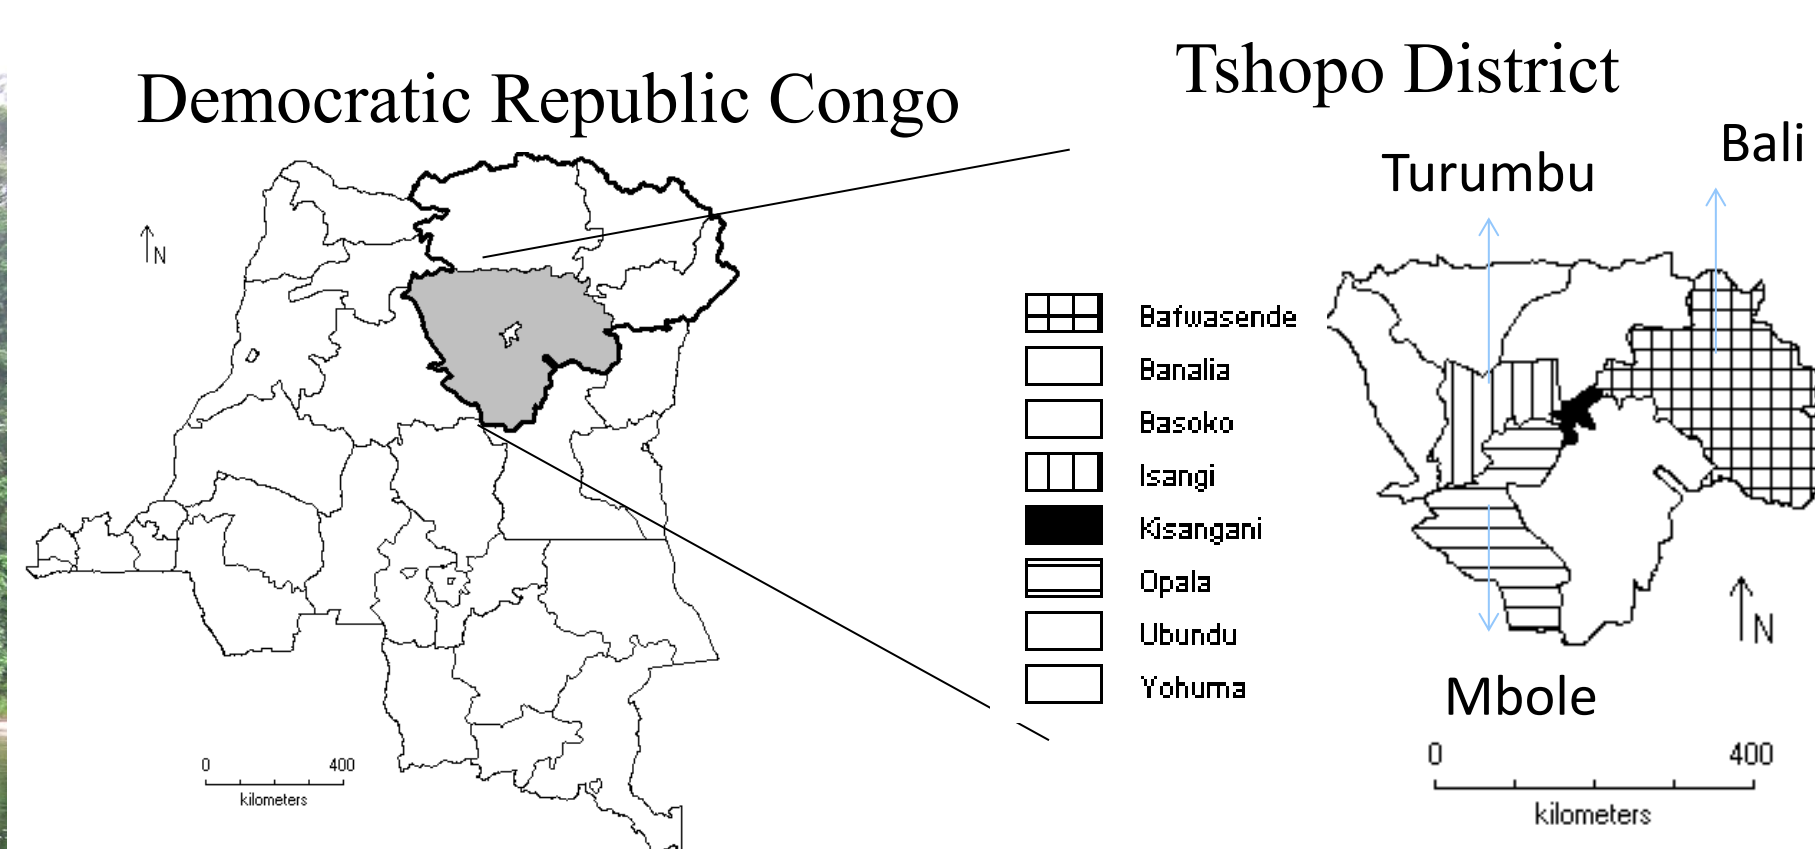 Democratic Republic Congo
N
0 400
kilometers
Tshopo District
Turumbu
Bali
Bafwasende
Banalia
Basoko
Isangi
Kisangani
Opala
Ubundu
Yohuma
N
Mbole
0 400
kilometers